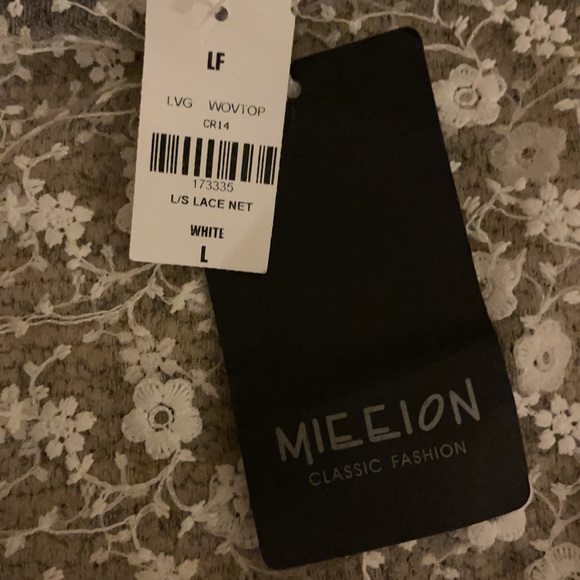 LF
LVG WOVTOP
CR14
173335
L/S LACE NET
WHITE
L
MIEEION
CLASSIC FASHION